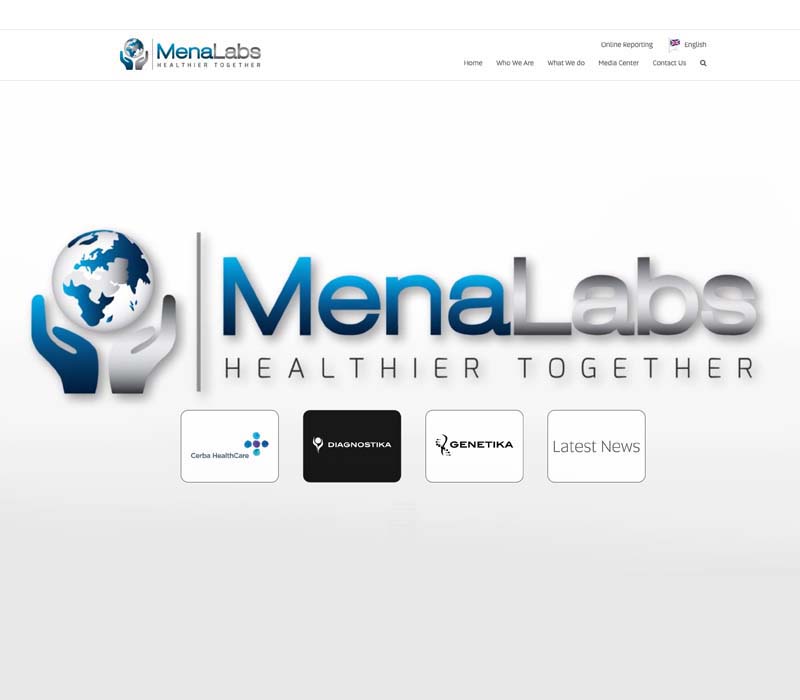 MenaLabs
HEALTHIER TOGETHER
Online Reporting English
Home Who We Are What We do Media Center Contact Us
MenaLabs
HEALTHIER TOGETHER
Cerba HealthCare
DIAGNOSTIKA
GENETIKA
Latest News